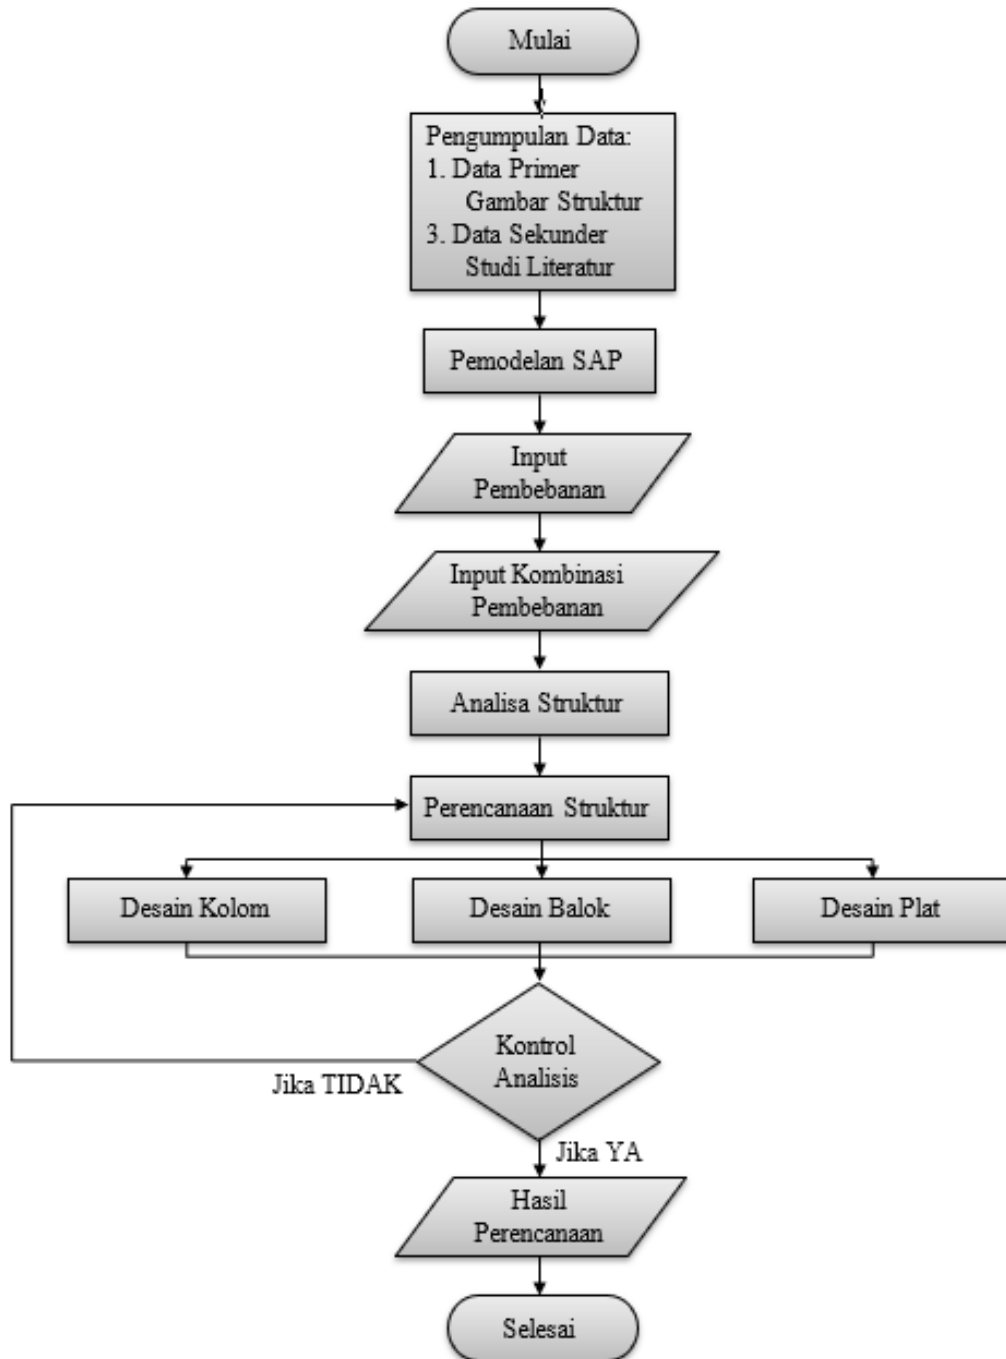 Mulai
Pengumpulan Data:
1. Data Primer
Gambar Struktur
3. Data Sekunder
Studi Literatur
Pemodelan SAP
Input
Pembebanan
Input Kombinasi
Pembebanan
Analisa Struktur
Perencanaan Struktur
Desain Kolom
Desain Balok
Desain Plat
Kontrol
Analisis
Jika TIDAK
Jika YA
Hasil
Perencanaan
Selesai